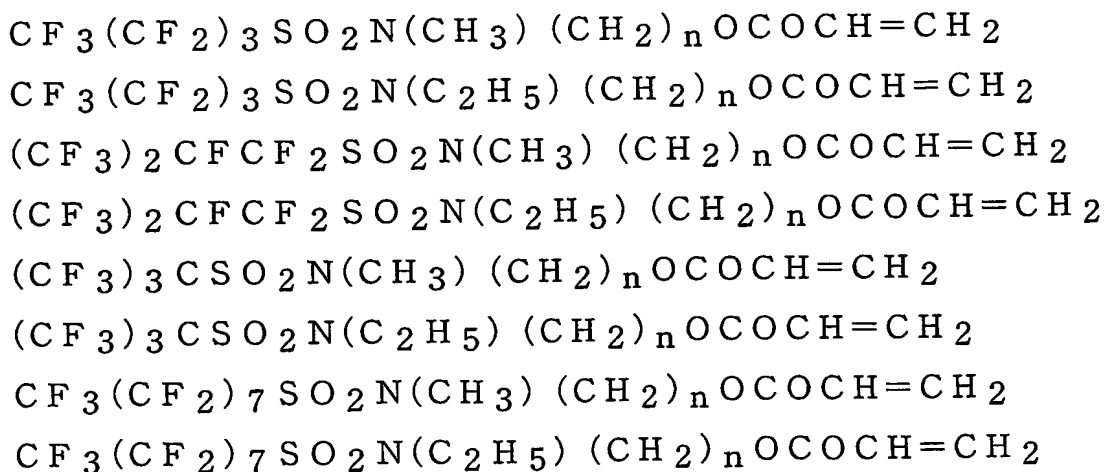 CF3(CF2)3SO2N(CH3)(CH2)nOCOCH=CH2
CF3(CF2)3SO2N(C2H5)(CH2)nOCOCH=CH2
(CF3)2CFCF2SO2N(CH3)(CH2)nOCOCH=CH2
(CF3)2CFCF2SO2N(C2H5)(CH2)nOCOCH=CH2
(CF3)3CSO2N(CH3)(CH2)nOCOCH=CH2
(CF3)3CSO2N(C2H5)(CH2)nOCOCH=CH2
CF3(CF2)7SO2N(CH3)(CH2)nOCOCH=CH2
CF3(CF2)7SO2N(C2H5)(CH2)nOCOCH=CH2